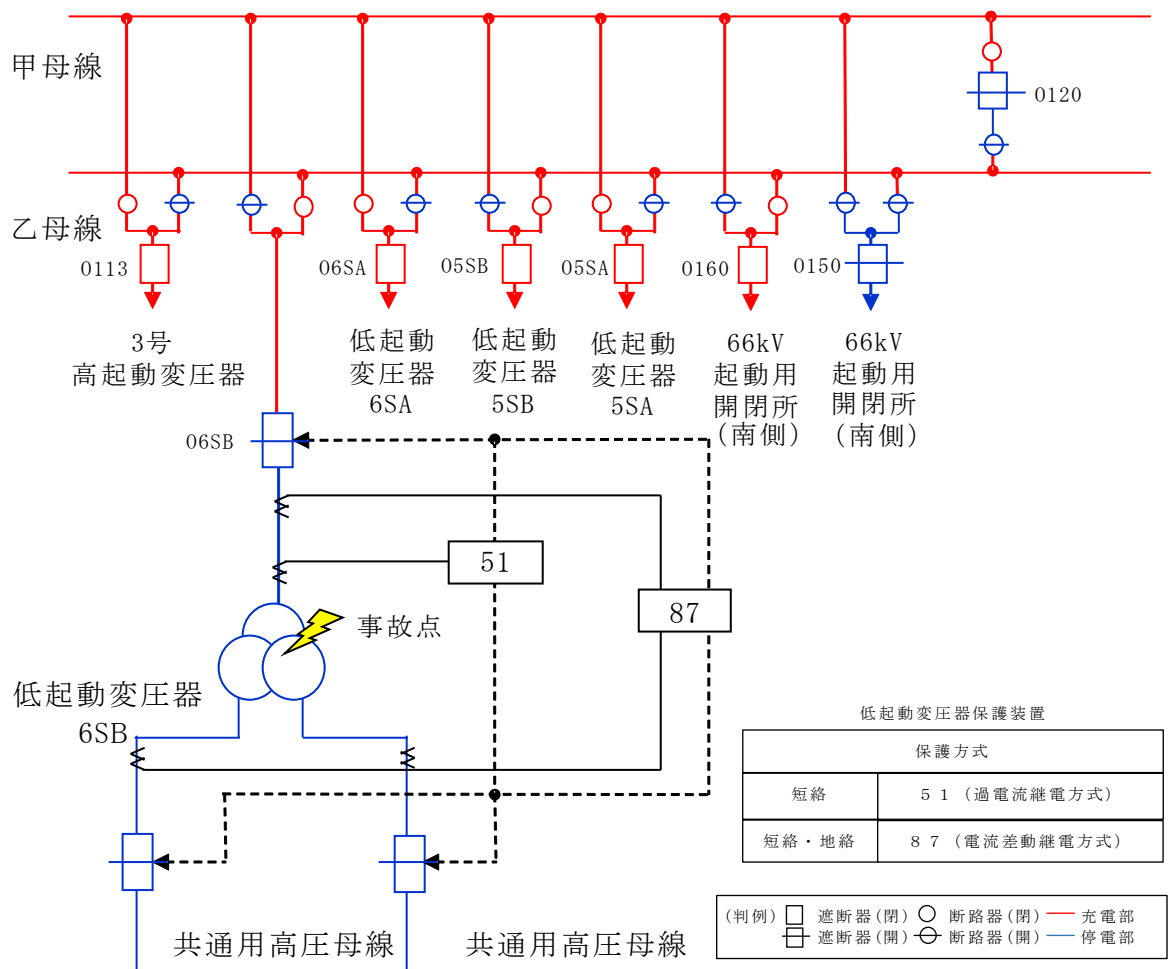 甲母線
0120
乙母線
0113
06SA
05SB
05SA
0160
0150
3号
高起動変圧器
低起動
変圧器
6SA
低起動
変圧器
5SB
低起動
変圧器
5SA
66kV
起動用
開閉所
(南側)
66kV
起動用
開閉所
(南側)
06SB
51
87
事故点
低起動変圧器
6SB
低起動変圧器保護装置
保護方式
短絡 51 (過電流継電方式)
短絡・地絡 87 (電流差動継電方式)
(判例) 遮断器(閉) 断路器(閉) 充電部
遮断器(開) 断路器(開) 停電部
共通用高圧母線
共通用高圧母線